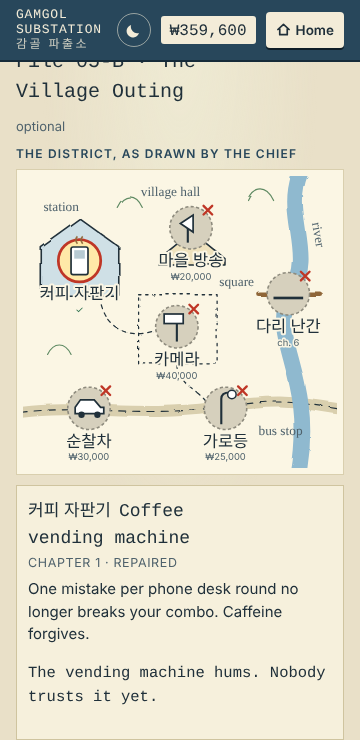 GAMGOL
SUBSTATION
감골 파출소
₩359,600
Home
File 05-B · The
Village Outing
optional
THE DISTRICT, AS DRAWN BY THE CHIEF
village hall
station
river
마을 방송
₩20,000
커피 자판기
square
다리 난간
ch. 6
카메라
₩40,000
순찰차
₩30,000
가로등
₩25,000
bus stop
커피 자판기 Coffee
vending machine
CHAPTER 1 · REPAIRED
One mistake per phone desk round no
longer breaks your combo. Caffeine
forgives.
The vending machine hums. Nobody
trusts it yet.